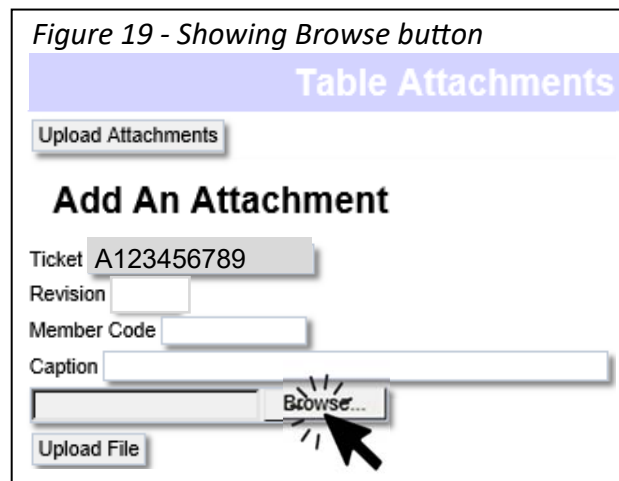 Figure 19 - Showing Browse button
Table Attachments
Upload Attachments
Add An Attachment
Ticket A123456789
Revision
Member Code
Caption
Browse...
Upload File